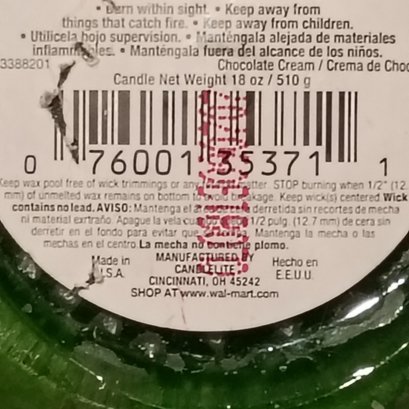 • Burn within sight. • Keep away from
things that catch fire. • Keep away from children.
• Utilícela bajo supervision. • Manténgala alejada de materiales
inflamables. • Manténgala fuera del alcance de los niños.
3388201 Chocolate Cream / Crema de Choc
Candle Net Weight 18 oz / 510 g
0 76001 35371 1
Keep wax pool free of wick trimmings or any matter. STOP burning when 1/2" (12.
mm) of unmelted wax remains on bottom to avoid breakage. Keep wick(s) centered. Wick
contains no lead. AVISO: Mantenga el derretida sin recortes de mecha
ni material extraño. Apague la vela cuando 1/2 pulg. (12.7 mm) de cera sin
derretir en el fondo para evitar que Mantenga la mecha o las
mechas en el centro. La mecha no contiene plomo.
Made in MANUFACTURED BY Hecho en
U.S.A. CANDLELITE E.E.U.U.
CINCINNATI, OH 45242
SHOP AT www.wal-mart.com